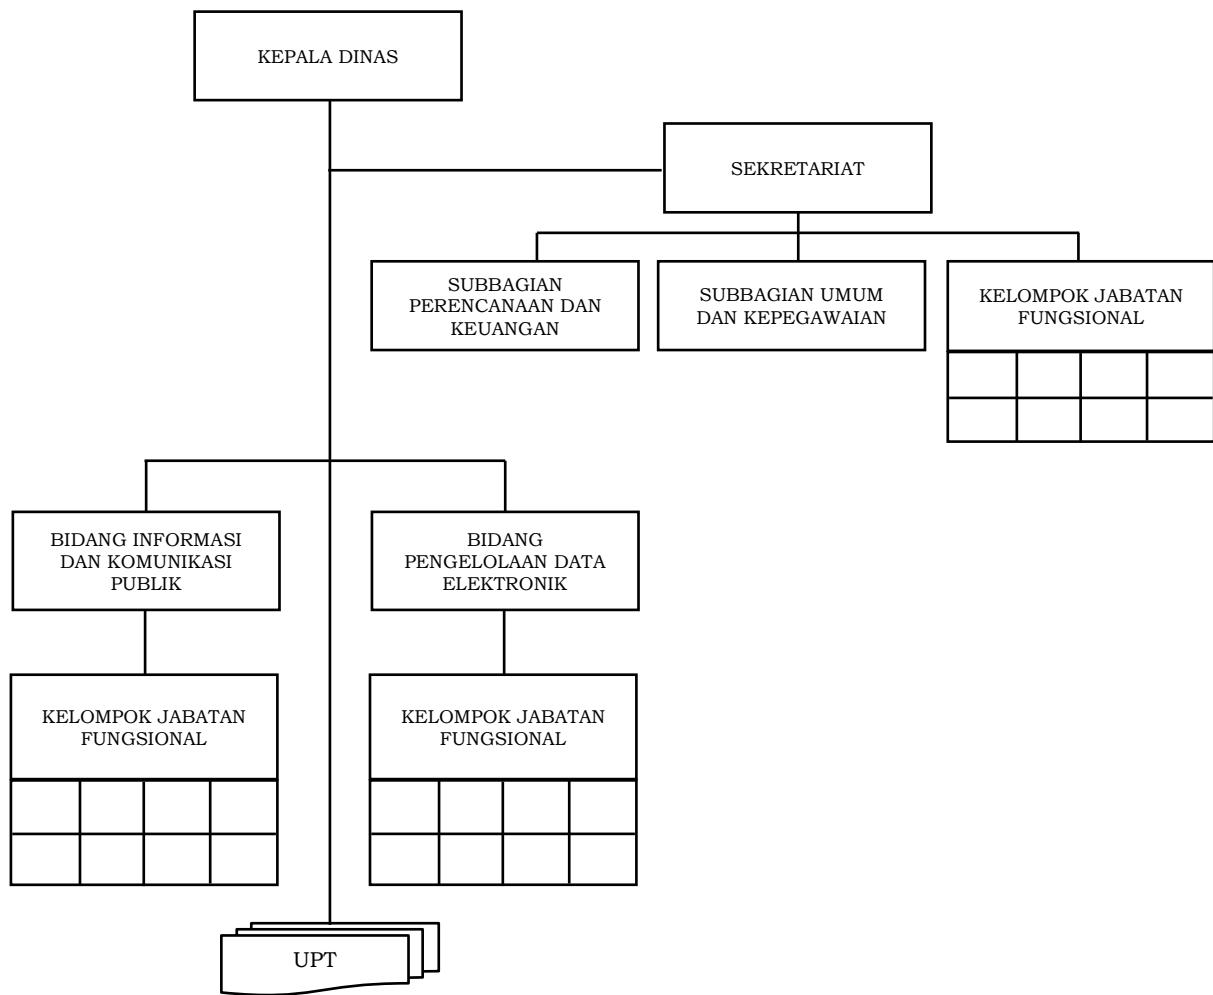 KEPALA DINAS
SEKRETARIAT
SUBBAGIAN
PERENCANAAN DAN
KEUANGAN
SUBBAGIAN UMUM
DAN KEPEGAWAIAN
KELOMPOK JABATAN
FUNGSIONAL
BIDANG INFORMASI
DAN KOMUNIKASI
PUBLIK
BIDANG
PENGELOLAAN DATA
ELEKTRONIK
KELOMPOK JABATAN
FUNGSIONAL
KELOMPOK JABATAN
FUNGSIONAL
UPT